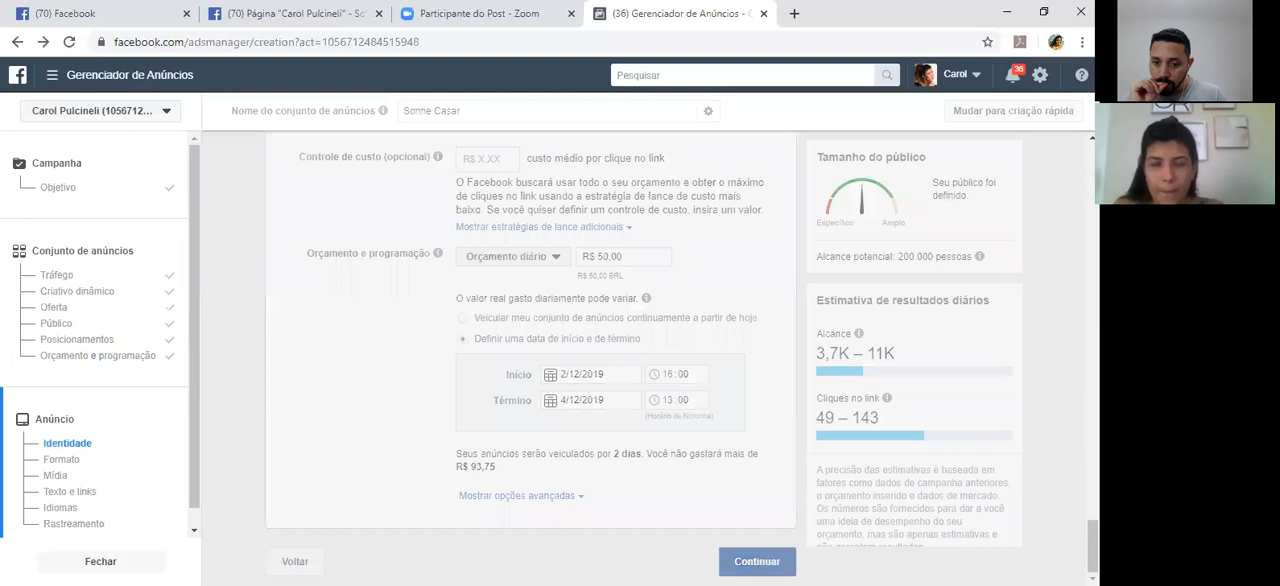 (70) Facebook
(70) Página "Carol Pulcineli" - So
Participante do Post - Zoom
(36) Gerenciador de Anúncios - C
facebook.com/adsmanager/creation?act=1056712484515948
Gerenciador de Anúncios
Pesquisar
Carol
36
Carol Pulcineli (1056712...
Nome do conjunto de anúncios
Sonne Casar
Mudar para criação rápida
Campanha
Objetivo
Conjunto de anúncios
Tráfego
Criativo dinâmico
Oferta
Público
Posicionamentos
Orçamento e programação
Anúncio
Identidade
Formato
Mídia
Texto e links
Idiomas
Rastreamento
Fechar
Controle de custo (opcional)
R$ X,XX
custo médio por clique no link
O Facebook buscará usar todo o seu orçamento e obter o máximo
de cliques no link usando a estratégia de lance de custo mais
baixo. Se você quiser definir um controle de custo, insira um valor.
Mostrar estratégias de lance adicionais
Orçamento e programação
Orçamento diário
R$ 50,00
R$ 50,00 BRL
O valor real gasto diariamente pode variar.
Veicular meu conjunto de anúncios continuamente a partir de hoje
Definir uma data de início e de término
Início
2/12/2019
16:00
Término
4/12/2019
13:00
(Horário de Noronha)
Seus anúncios serão veiculados por 2 dias. Você não gastará mais de
R$ 93,75
Mostrar opções avançadas
Voltar
Continuar
Tamanho do público
Seu público foi
definido.
Específico
Amplo
Alcance potencial: 200.000 pessoas
Estimativa de resultados diários
Alcance
3,7K – 11K
Cliques no link
49 – 143
A precisão das estimativas é baseada em
fatores como dados de campanha anteriores,
o orçamento inserido e dados de mercado.
Os números são fornecidos para dar a você
uma ideia de desempenho do seu
orçamento, mas são apenas estimativas e
não garantem resultados.